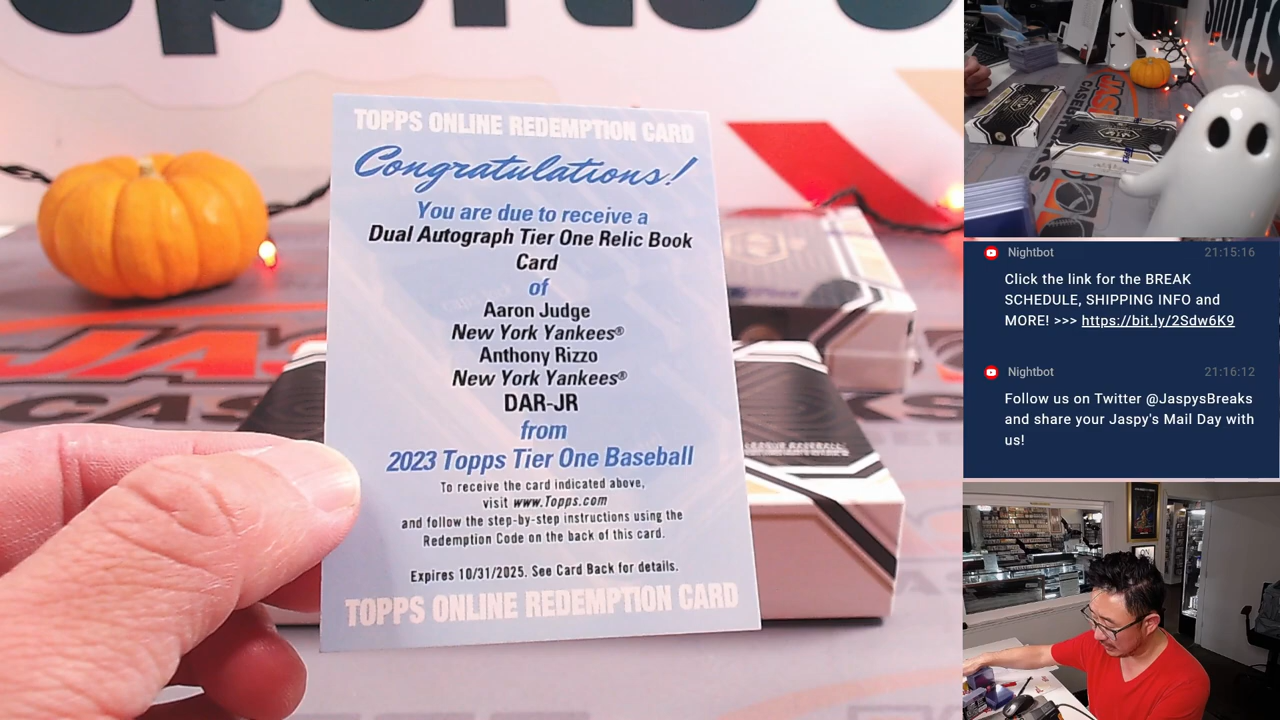 TOPPS ONLINE REDEMPTION CARD
Congratulations!
You are due to receive a
Dual Autograph Tier One Relic Book
Card
of
Aaron Judge
New York Yankees®
Anthony Rizzo
New York Yankees®
DAR-JR
from
2023 Topps Tier One Baseball
To receive the card indicated above,
visit www.Topps.com
and follow the step-by-step instructions using the
Redemption Code on the back of this card.
Expires 10/31/2025. See Card Back for details.
TOPPS ONLINE REDEMPTION CARD
Nightbot 21:15:16
Click the link for the BREAK
SCHEDULE, SHIPPING INFO and
MORE! >>> https://bit.ly/2Sdw6K9
Nightbot 21:16:12
Follow us on Twitter @JaspysBreaks
and share your Jaspy's Mail Day with
us!